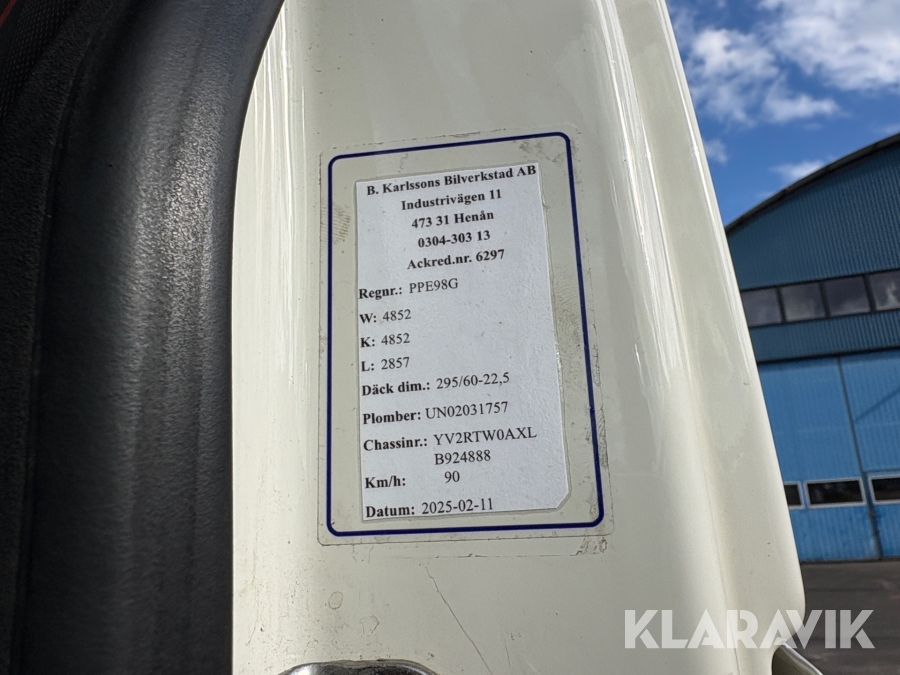 B. Karlssons Bilverkstad AB
Industrivägen 11
473 31 Henån
0304-303 13
Ackred.nr. 6297
Regnr.: PPE98G
W: 4852
K: 4852
L: 2857
Däck dim.: 295/60-22,5
Plomber: UN02031757
Chassinr.: YV2RTW0AXL
B924888
Km/h: 90
Datum: 2025-02-11
KLARAVIK